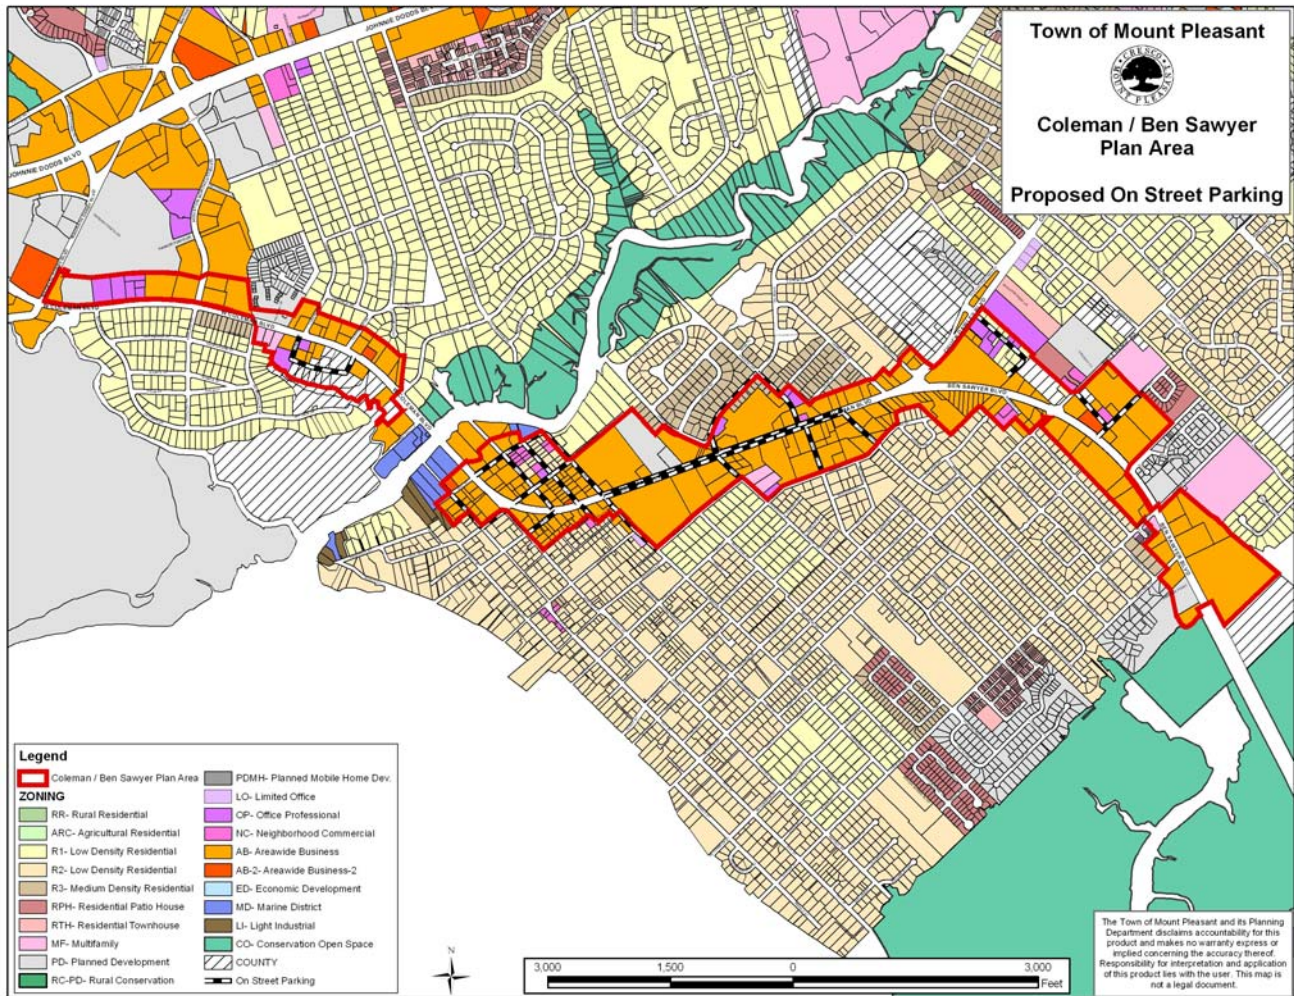 Town of Mount Pleasant
CRESCO
MOUNT PLEASANT
Coleman / Ben Sawyer
Plan Area
Proposed On Street Parking
JOHNNIE DODDS BLVD
JOHNNIE DODDS BLVD
BEN SAWYER BLVD
BEN SAWYER BLVD
Legend
Coleman / Ben Sawyer Plan Area
ZONING
RR- Rural Residential
ARC- Agricultural Residential
R1- Low Density Residential
R2- Low Density Residential
R3- Medium Density Residential
RPH- Residential Patio House
RTH- Residential Townhouse
MF- Multifamily
PD- Planned Development
RC-PD- Rural Conservation
PDMH- Planned Mobile Home Dev.
LO- Limited Office
OP- Office Professional
NC- Neighborhood Commercial
AB- Areawide Business
AB-2- Areawide Business-2
ED- Economic Development
MD- Marine District
LI- Light Industrial
CO- Conservation Open Space
COUNTY
On Street Parking
N
3,000 1,500 0 3,000
Feet
The Town of Mount Pleasant and its Planning
Department disclaims accountability for this
product and makes no warranty express or
implied concerning the accuracy thereof.
Responsibility for interpretation and application
of this product lies with the user. This map is
not a legal document.